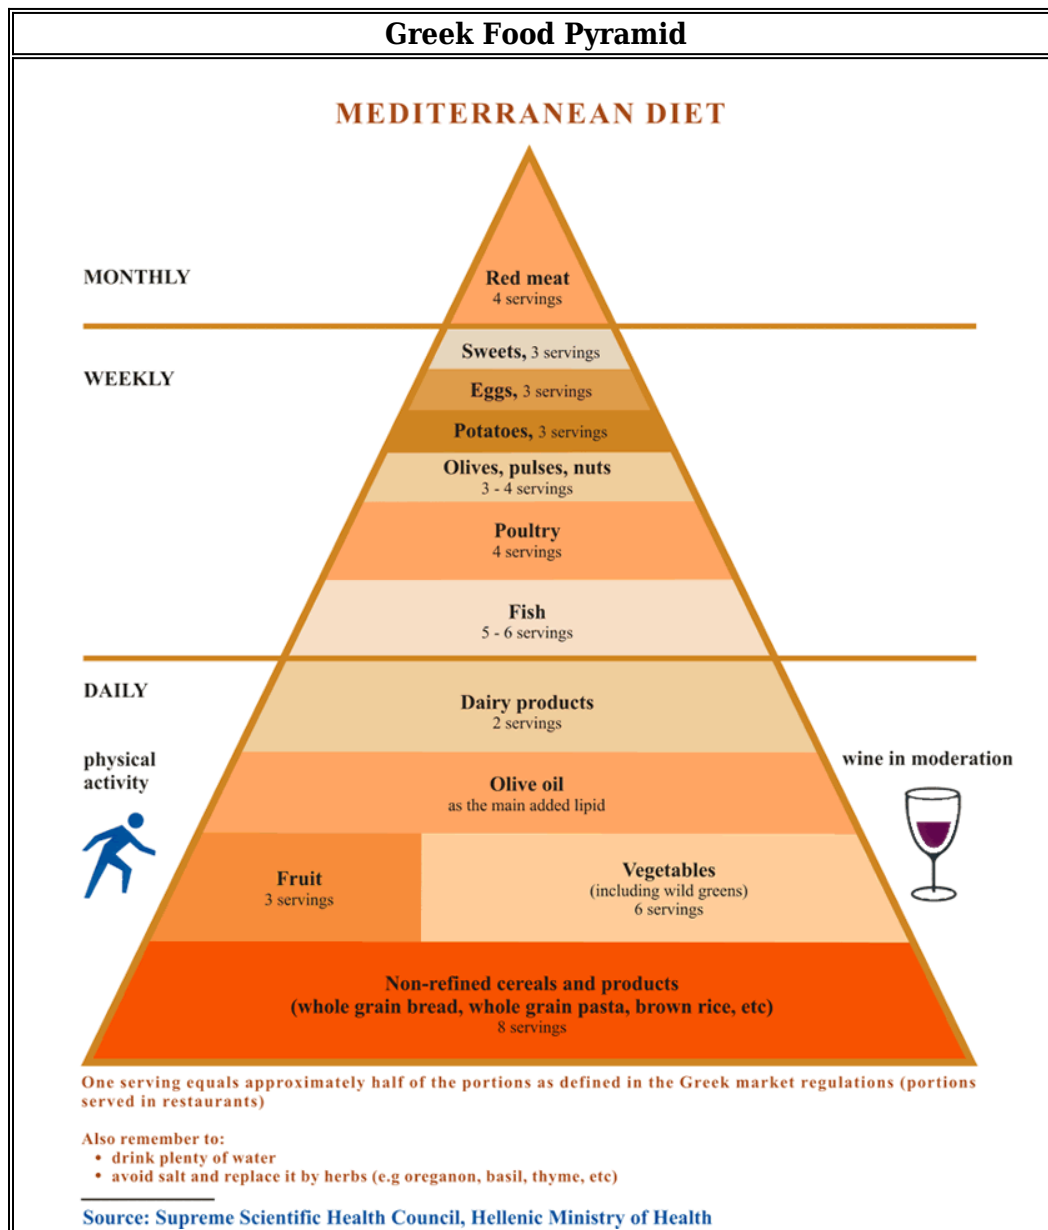 Greek Food Pyramid
MEDITERRANEAN DIET
MONTHLY
Red meat
4 servings
WEEKLY
Sweets, 3 servings
Eggs, 3 servings
Potatoes, 3 servings
Olives, pulses, nuts
3 - 4 servings
Poultry
4 servings
Fish
5 - 6 servings
DAILY
Dairy products
2 servings
physical
activity
wine in moderation
Olive oil
as the main added lipid
Fruit
3 servings
Vegetables
(including wild greens)
6 servings
Non-refined cereals and products
(whole grain bread, whole grain pasta, brown rice, etc)
8 servings
One serving equals approximately half of the portions as defined in the Greek market regulations (portions
served in restaurants)
Also remember to:
• drink plenty of water
• avoid salt and replace it by herbs (e.g oreganon, basil, thyme, etc)
Source: Supreme Scientific Health Council, Hellenic Ministry of Health